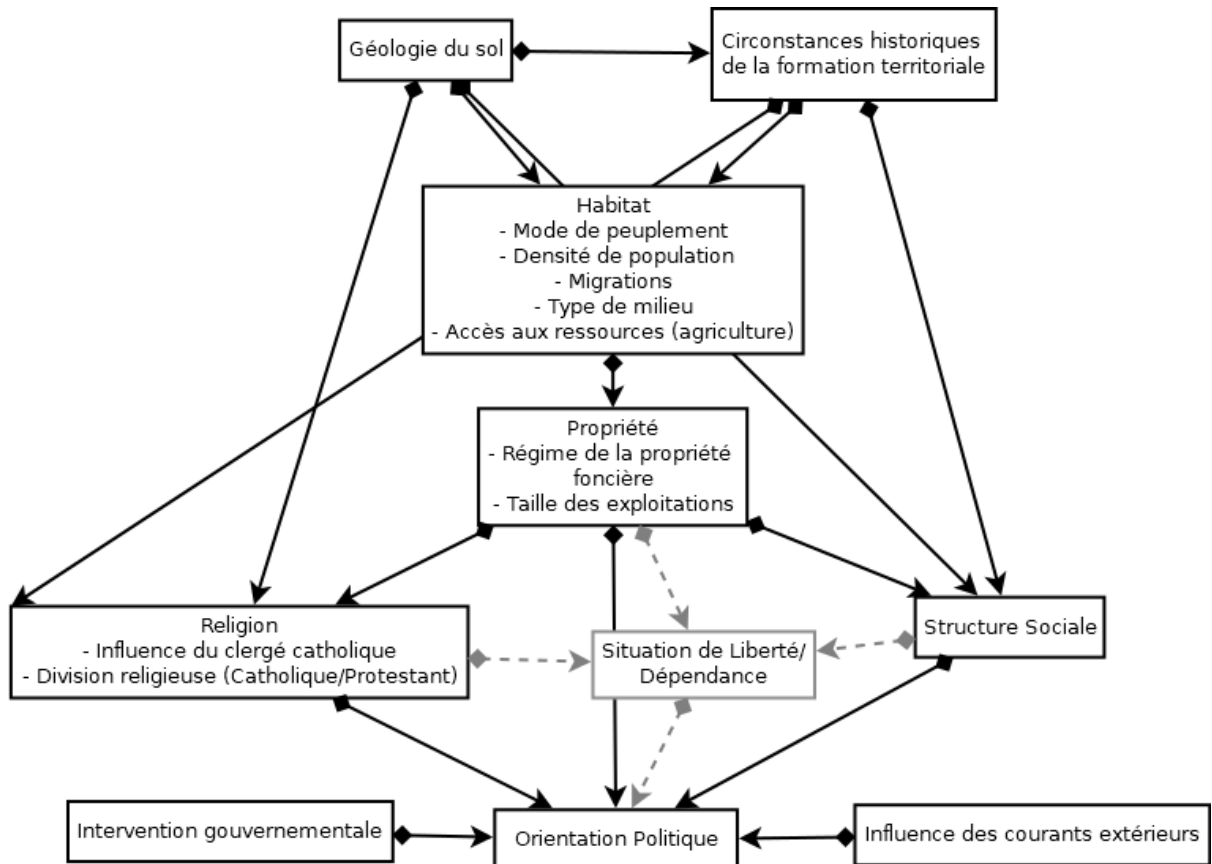 Géologie du sol
Circonstances historiques
de la formation territoriale
Habitat
- Mode de peuplement
- Densité de population
- Migrations
- Type de milieu
- Accès aux ressources (agriculture)
Propriété
- Régime de la propriété
foncière
- Taille des exploitations
Religion
- Influence du clergé catholique
- Division religieuse (Catholique/Protestant)
Situation de Liberté/
Dépendance
Structure Sociale
Intervention gouvernementale
Orientation Politique
Influence des courants extérieurs